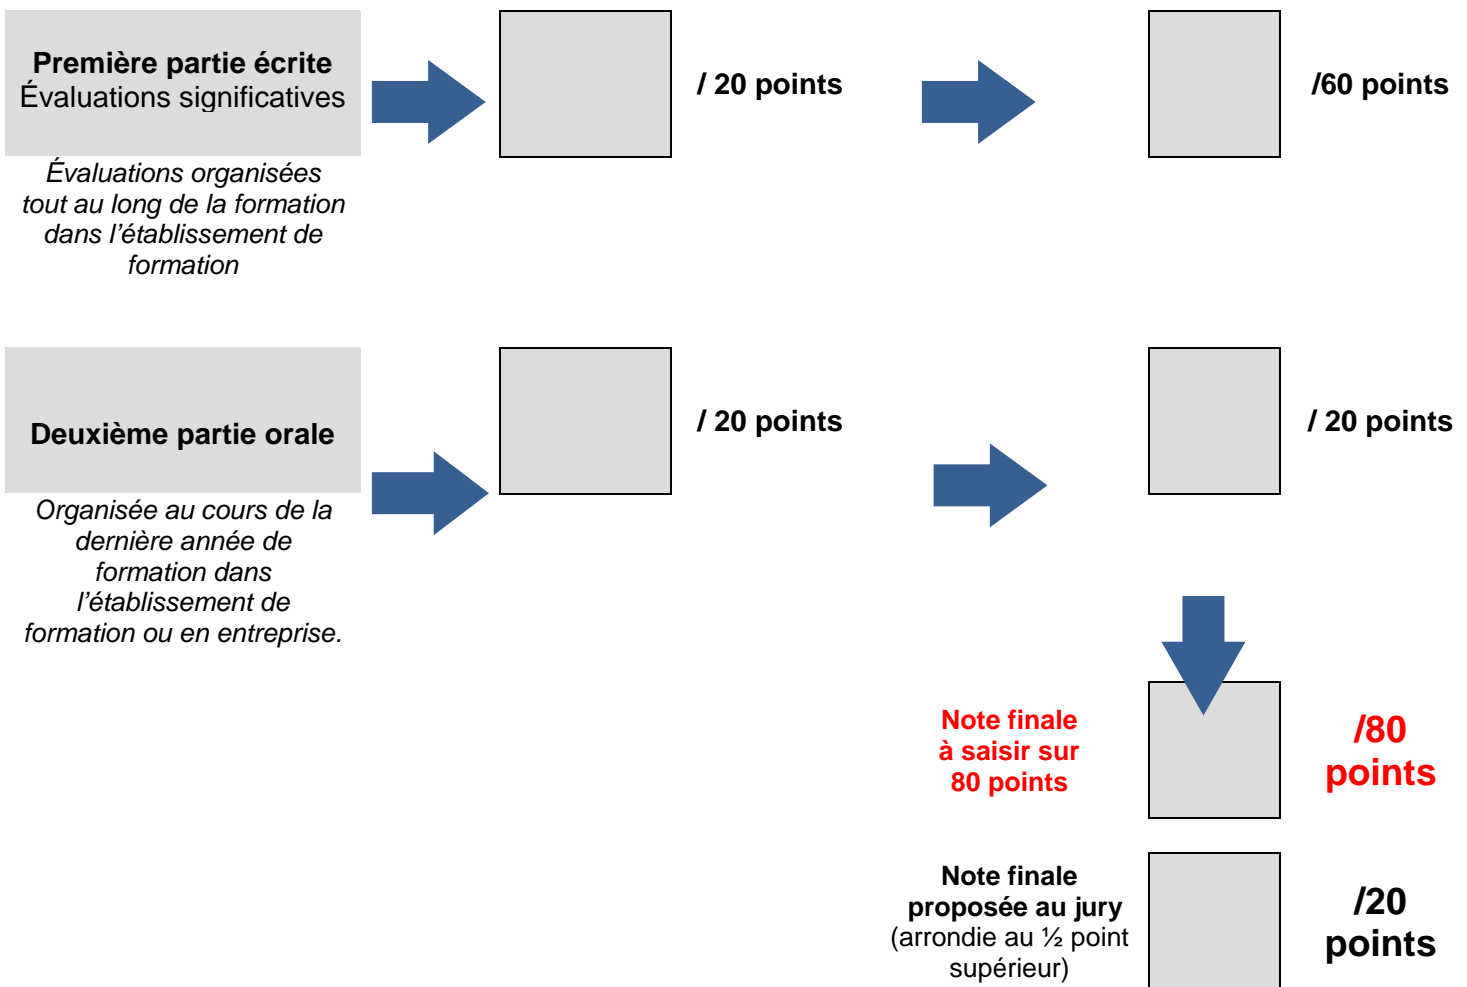 Première partie écrite
Évaluations significatives
/ 20 points
/60 points
Évaluations organisées
tout au long de la formation
dans l’établissement de
formation
Deuxième partie orale
/ 20 points
/ 20 points
Organisée au cours de la
dernière année de
formation dans
l’établissement de
formation ou en entreprise.
Note finale
à saisir sur
80 points
/80
points
Note finale
proposée au jury
(arrondie au ½ point
supérieur)
/20
points